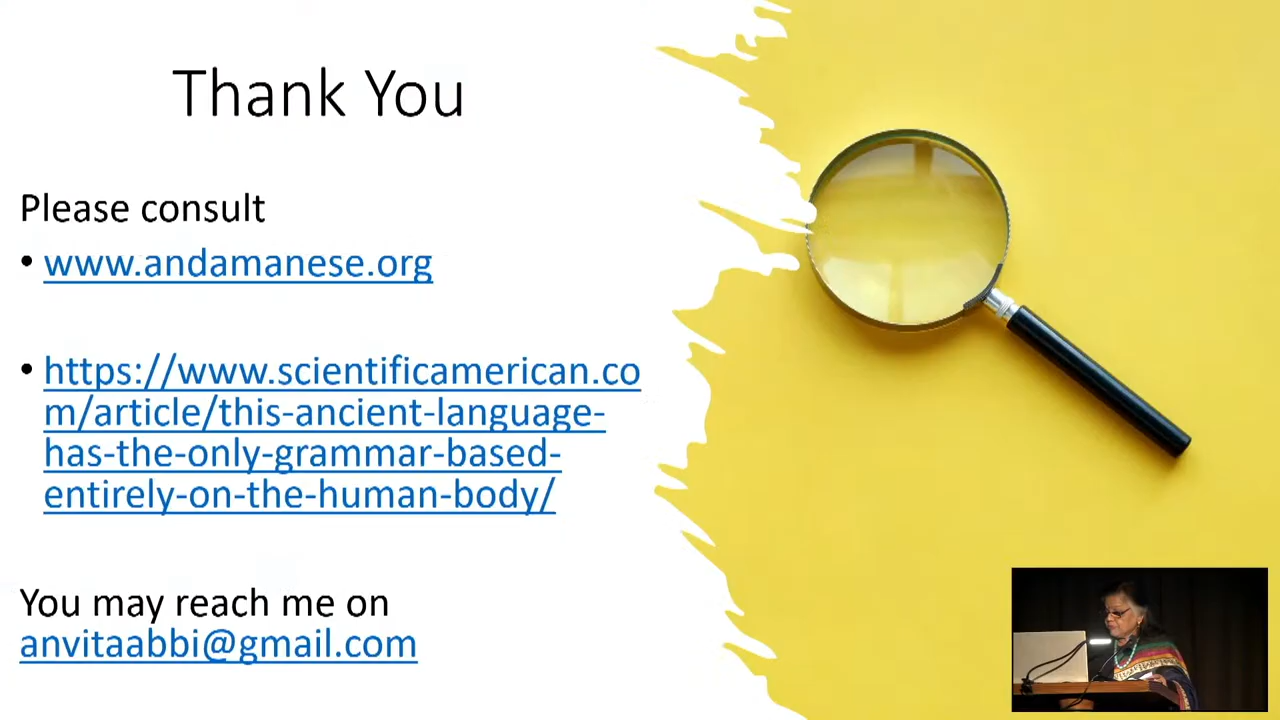 Thank You
Please consult
• www.andamanese.org
• https://www.scientificamerican.co
m/article/this-ancient-language-
has-the-only-grammar-based-
entirely-on-the-human-body/
You may reach me on
anvitaabbi@gmail.com